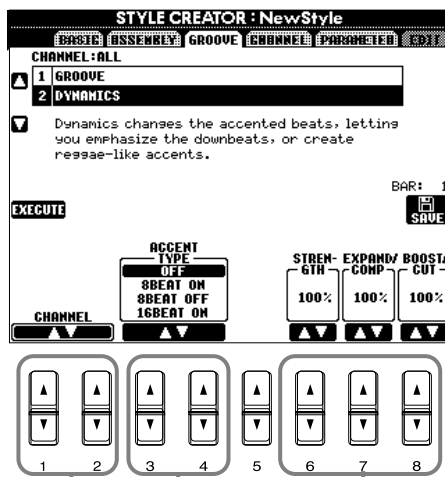 STYLE CREATOR : NewStyle
BASIC ASSEMBLY GROOVE CHANNEL PARAMETER EDIT
CHANNEL:ALL
1 GROOVE
2 DYNAMICS
Dynamics changes the accented beats, letting
you emphasize the downbeats, or create
reggae-like accents.
BAR: 1
EXECUTE
SAVE
ACCENT
TYPE
OFF
8BEAT ON
8BEAT OFF
16BEAT ON
STREN-
GTH
100%
EXPAND/
COMP
100%
BOOST/
CUT
100%
CHANNEL
1 2 3 4 5 6 7 8